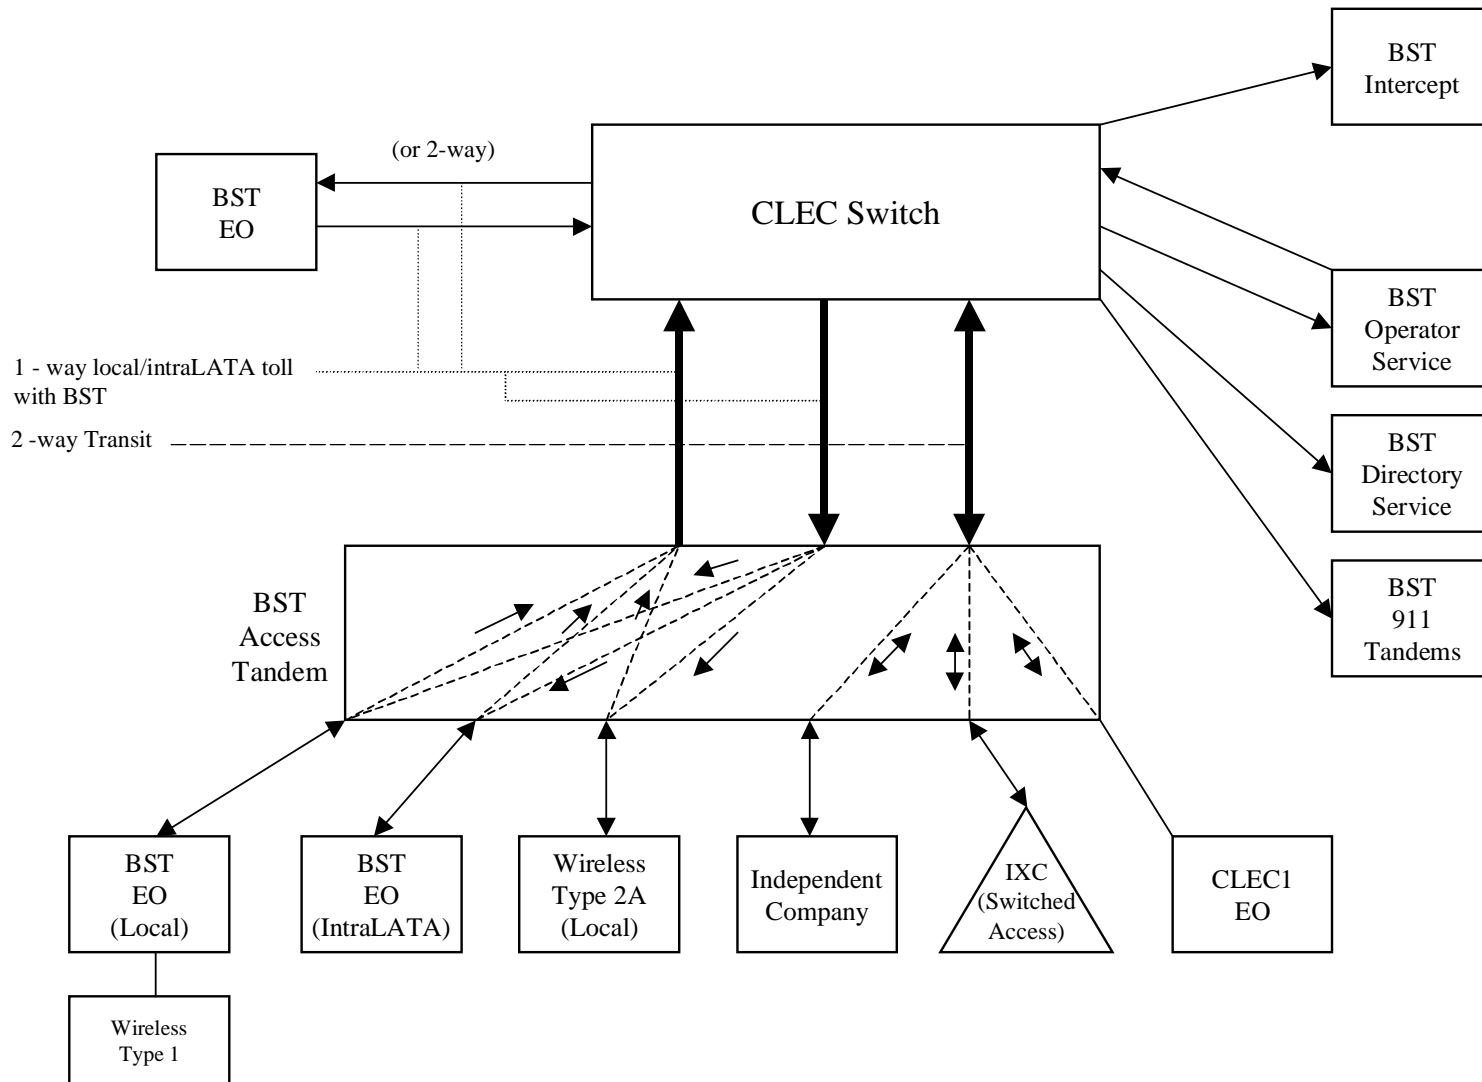 BST
Intercept
(or 2-way)
BST
EO
CLEC Switch
BST
Operator
Service
1 - way local/intraLATA toll
with BST
2 -way Transit
BST
Directory
Service
BST
911
Tandems
BST
Access
Tandem
BST
EO
(Local)
BST
EO
(IntraLATA)
Wireless
Type 2A
(Local)
Independent
Company
IXC
(Switched
Access)
CLEC1
EO
Wireless
Type 1